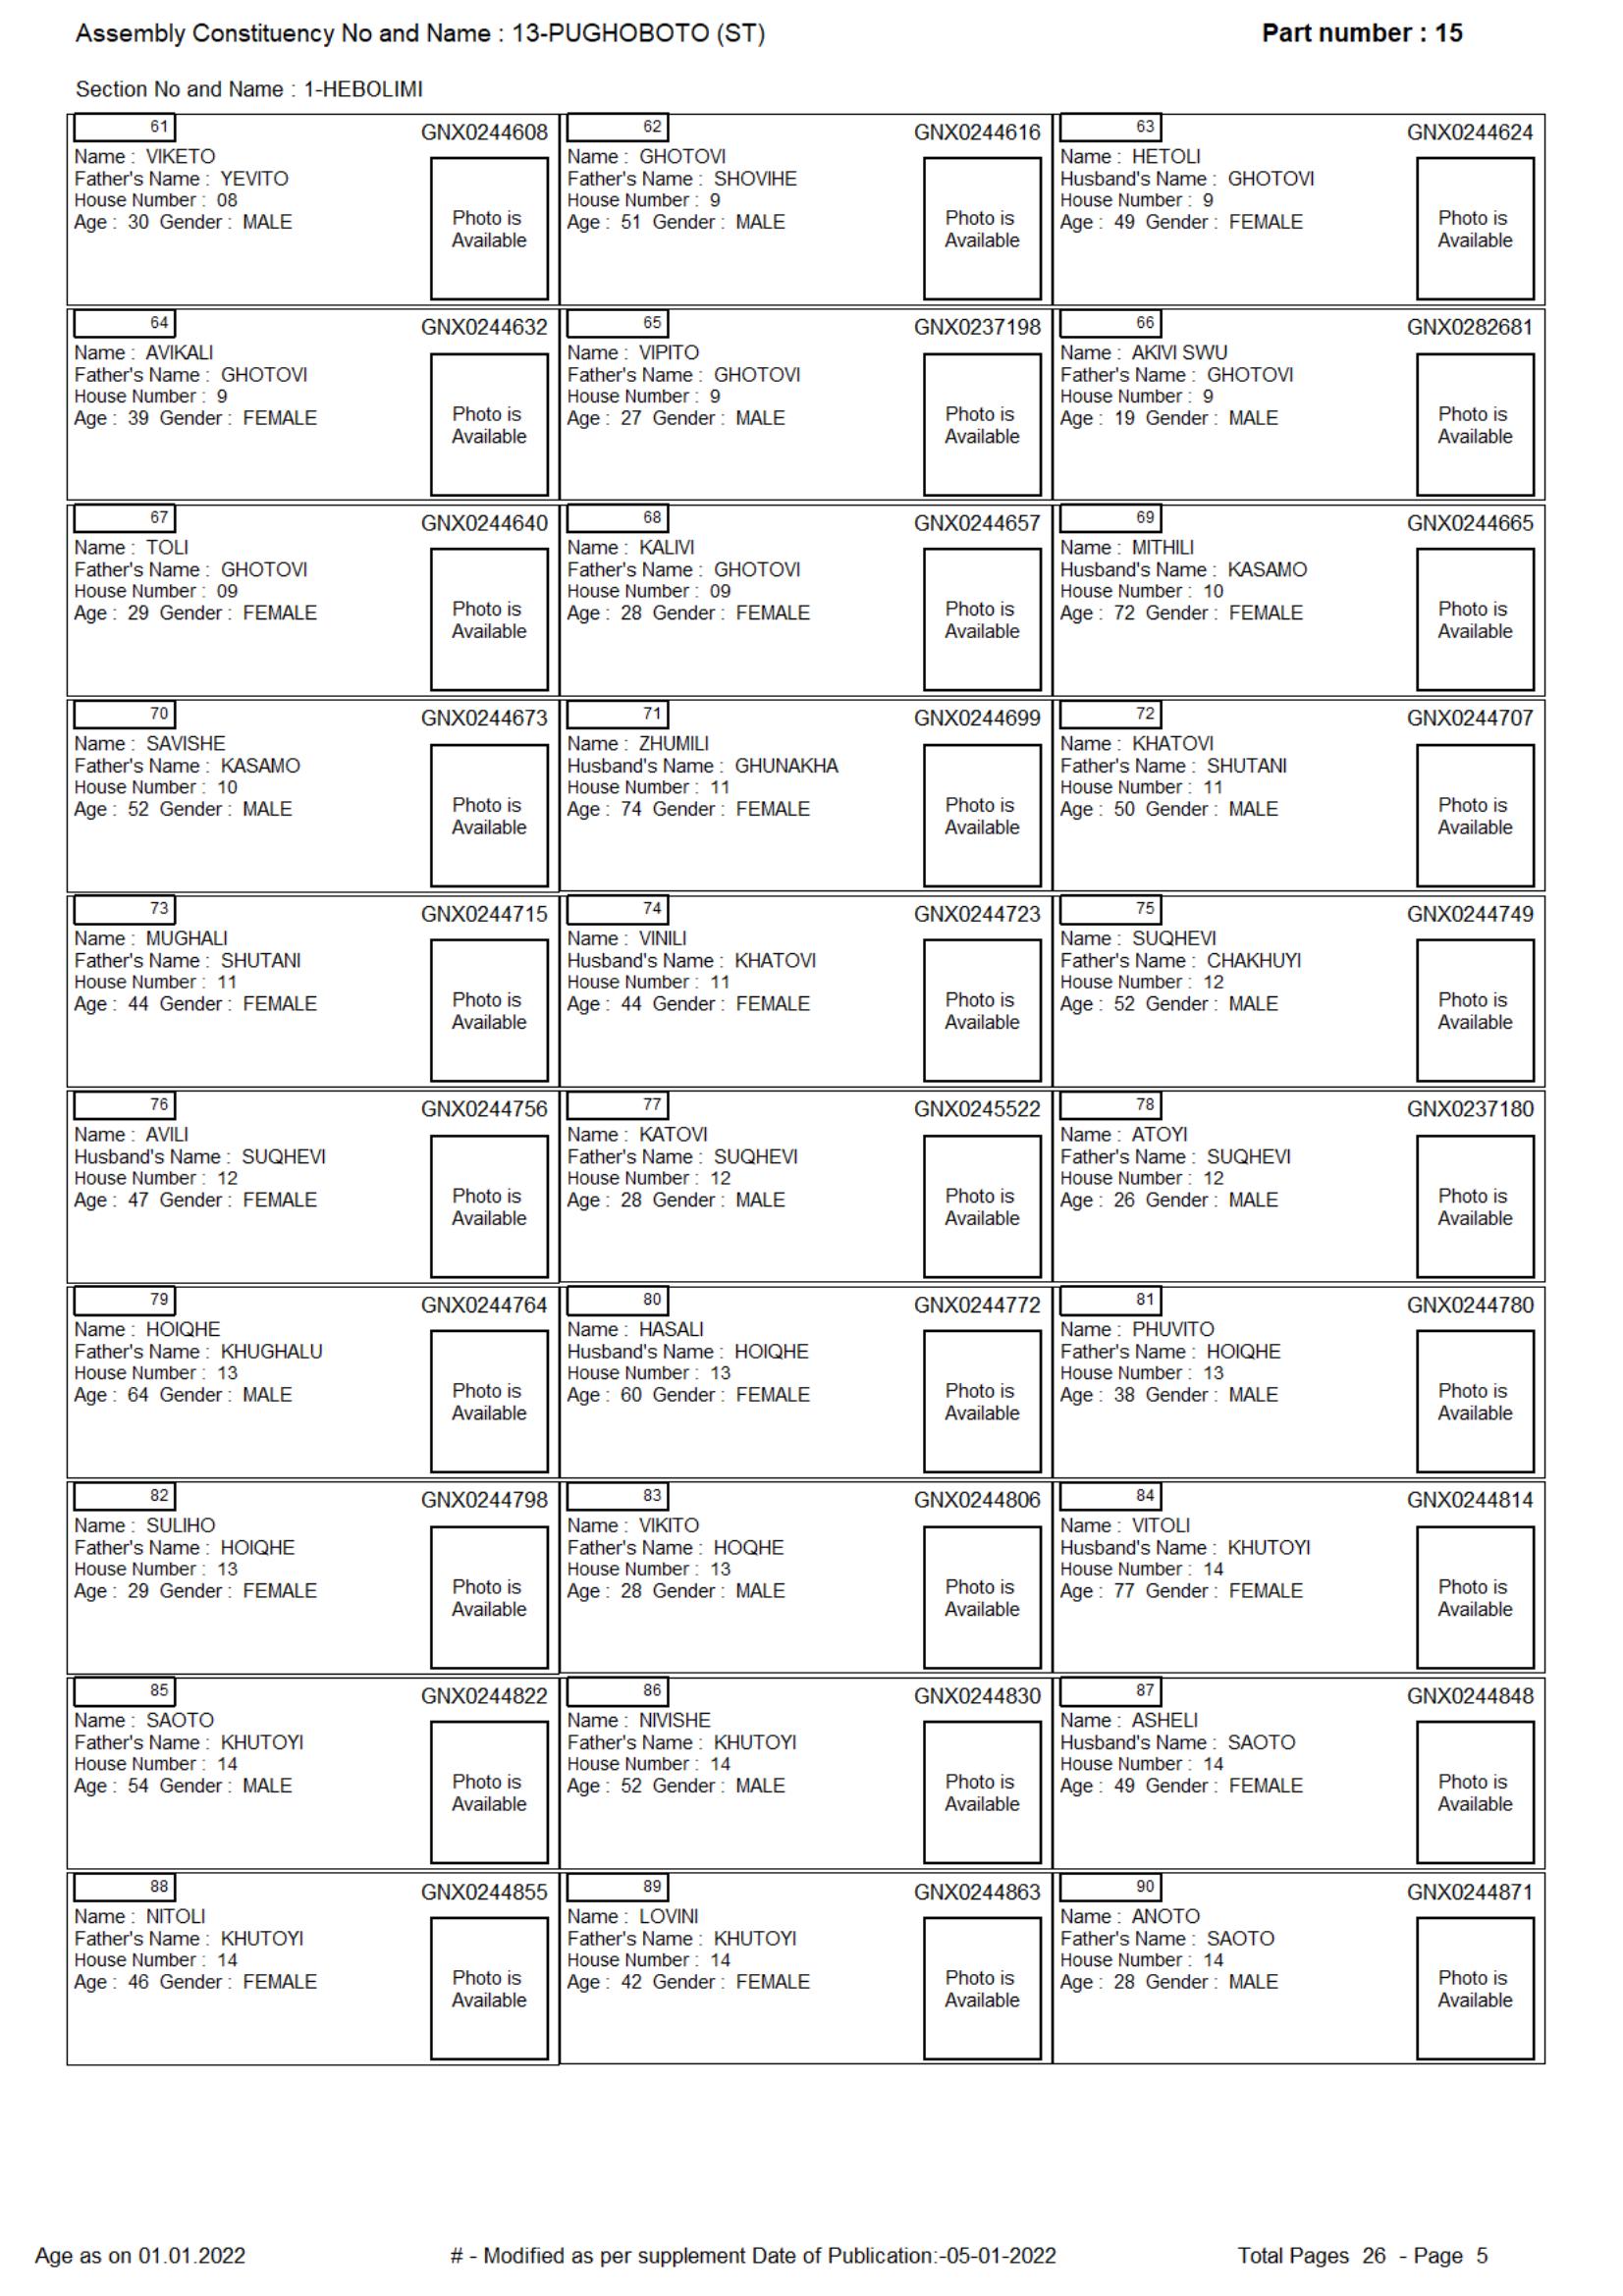 Assembly Constituency No and Name : 13-PUGHOBOTO (ST)
Part number : 15
Section No and Name : 1-HEBOLIMI
61
GNX0244608
Name : VIKETO
Father's Name : YEVITO
House Number : 08
Age : 30 Gender : MALE
Photo is
Available
62
GNX0244616
Name : GHOTOVI
Father's Name : SHOVIHE
House Number : 9
Age : 51 Gender : MALE
Photo is
Available
63
GNX0244624
Name : HETOLI
Husband's Name : GHOTOVI
House Number : 9
Age : 49 Gender : FEMALE
Photo is
Available
64
GNX0244632
Name : AVIKALI
Father's Name : GHOTOVI
House Number : 9
Age : 39 Gender : FEMALE
Photo is
Available
65
GNX0237198
Name : VIPITO
Father's Name : GHOTOVI
House Number : 9
Age : 27 Gender : MALE
Photo is
Available
66
GNX0282681
Name : AKIVI SWU
Father's Name : GHOTOVI
House Number : 9
Age : 19 Gender : MALE
Photo is
Available
67
GNX0244640
Name : TOLI
Father's Name : GHOTOVI
House Number : 09
Age : 29 Gender : FEMALE
Photo is
Available
68
GNX0244657
Name : KALIVI
Father's Name : GHOTOVI
House Number : 09
Age : 28 Gender : FEMALE
Photo is
Available
69
GNX0244665
Name : MITHILI
Husband's Name : KASAMO
House Number : 10
Age : 72 Gender : FEMALE
Photo is
Available
70
GNX0244673
Name : SAVISHE
Father's Name : KASAMO
House Number : 10
Age : 52 Gender : MALE
Photo is
Available
71
GNX0244699
Name : ZHUMILI
Husband's Name : GHUNAKHA
House Number : 11
Age : 74 Gender : FEMALE
Photo is
Available
72
GNX0244707
Name : KHATOVI
Father's Name : SHUTANI
House Number : 11
Age : 50 Gender : MALE
Photo is
Available
73
GNX0244715
Name : MUGHALI
Father's Name : SHUTANI
House Number : 11
Age : 44 Gender : FEMALE
Photo is
Available
74
GNX0244723
Name : VINILI
Husband's Name : KHATOVI
House Number : 11
Age : 44 Gender : FEMALE
Photo is
Available
75
GNX0244749
Name : SUQHEVI
Father's Name : CHAKHUYI
House Number : 12
Age : 52 Gender : MALE
Photo is
Available
76
GNX0244756
Name : AVILI
Husband's Name : SUQHEVI
House Number : 12
Age : 47 Gender : FEMALE
Photo is
Available
77
GNX0245522
Name : KATOVI
Father's Name : SUQHEVI
House Number : 12
Age : 28 Gender : MALE
Photo is
Available
78
GNX0237180
Name : ATOYI
Father's Name : SUQHEVI
House Number : 12
Age : 26 Gender : MALE
Photo is
Available
79
GNX0244764
Name : HOIQHE
Father's Name : KHUGHALU
House Number : 13
Age : 64 Gender : MALE
Photo is
Available
80
GNX0244772
Name : HASALI
Husband's Name : HOIQHE
House Number : 13
Age : 60 Gender : FEMALE
Photo is
Available
81
GNX0244780
Name : PHUVITO
Father's Name : HOIQHE
House Number : 13
Age : 38 Gender : MALE
Photo is
Available
82
GNX0244798
Name : SULIHO
Father's Name : HOIQHE
House Number : 13
Age : 29 Gender : FEMALE
Photo is
Available
83
GNX0244806
Name : VIKITO
Father's Name : HOQHE
House Number : 13
Age : 28 Gender : MALE
Photo is
Available
84
GNX0244814
Name : VITOLI
Husband's Name : KHUTOYI
House Number : 14
Age : 77 Gender : FEMALE
Photo is
Available
85
GNX0244822
Name : SAOTO
Father's Name : KHUTOYI
House Number : 14
Age : 54 Gender : MALE
Photo is
Available
86
GNX0244830
Name : NIVISHE
Father's Name : KHUTOYI
House Number : 14
Age : 52 Gender : MALE
Photo is
Available
87
GNX0244848
Name : ASHELI
Husband's Name : SAOTO
House Number : 14
Age : 49 Gender : FEMALE
Photo is
Available
88
GNX0244855
Name : NITOLI
Father's Name : KHUTOYI
House Number : 14
Age : 46 Gender : FEMALE
Photo is
Available
89
GNX0244863
Name : LOVINI
Father's Name : KHUTOYI
House Number : 14
Age : 42 Gender : FEMALE
Photo is
Available
90
GNX0244871
Name : ANOTO
Father's Name : SAOTO
House Number : 14
Age : 28 Gender : MALE
Photo is
Available
Age as on 01.01.2022
# - Modified as per supplement Date of Publication:-05-01-2022
Total Pages 26 - Page 5